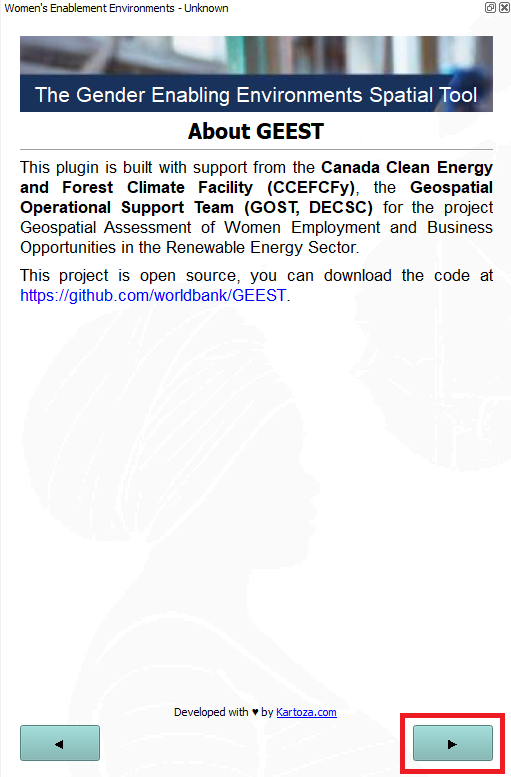 Women's Enablement Environments - Unknown
The Gender Enabling Environments Spatial Tool
About GEEST
This plugin is built with support from the Canada Clean Energy
and Forest Climate Facility (CCEFCFy), the Geospatial
Operational Support Team (GOST, DECSC) for the project
Geospatial Assessment of Women Employment and Business
Opportunities in the Renewable Energy Sector.
This project is open source, you can download the code at
https://github.com/worldbank/GEEST.
Developed with ♥ by Kartoza.com